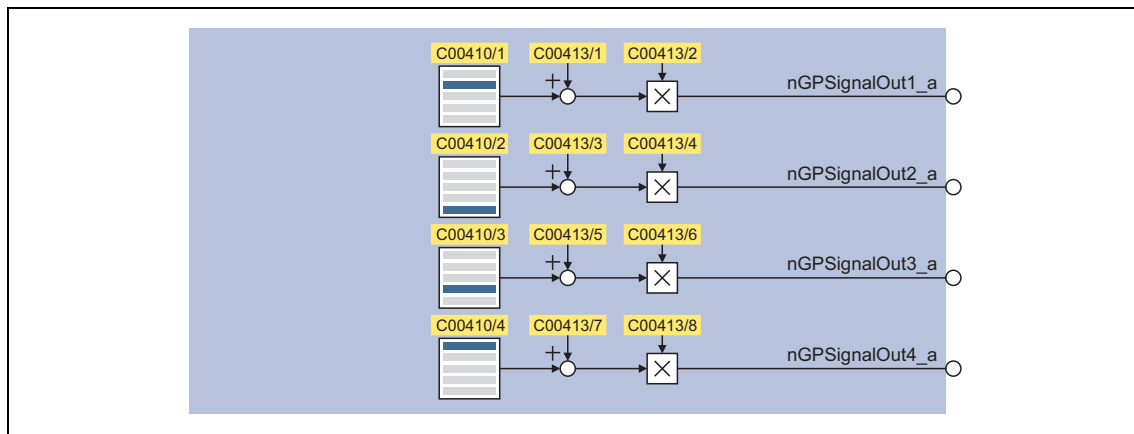 C00410/1 C00413/1 C00413/2
+
×
nGPSignalOut1_a
C00410/2 C00413/3 C00413/4
+
×
nGPSignalOut2_a
C00410/3 C00413/5 C00413/6
+
×
nGPSignalOut3_a
C00410/4 C00413/7 C00413/8
+
×
nGPSignalOut4_a